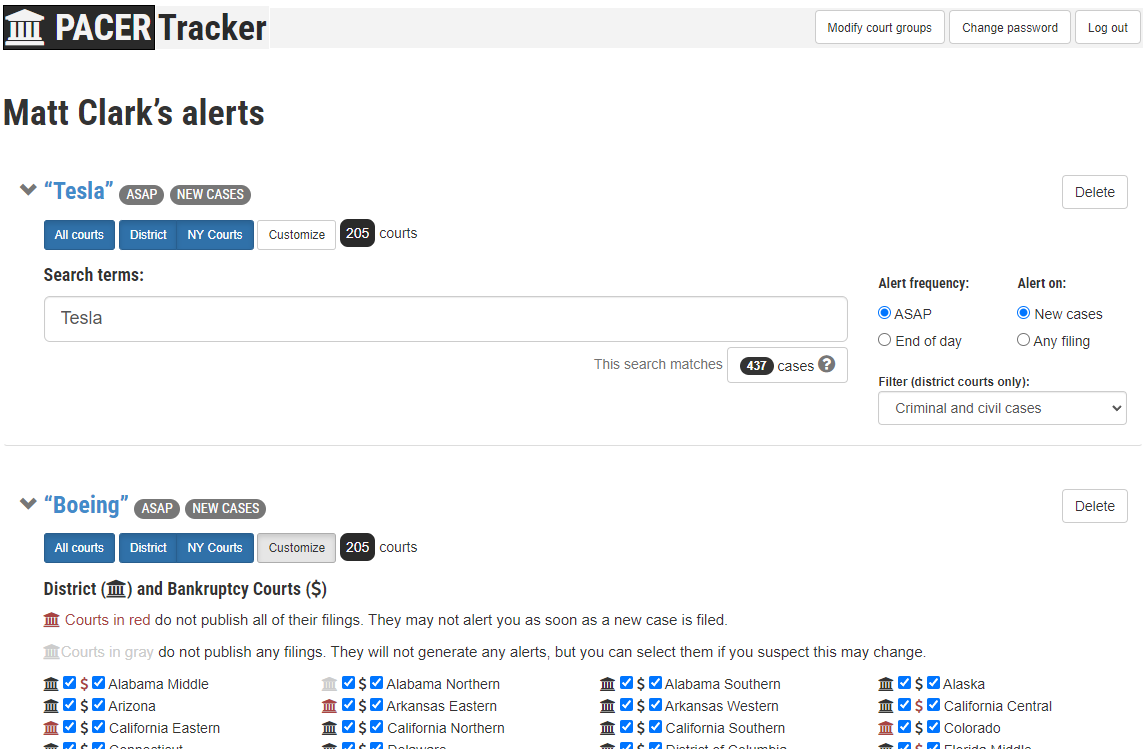 PACER Tracker
Modify court groups Change password Log out
Matt Clark’s alerts
“Tesla” ASAP NEW CASES Delete
All courts District NY Courts Customize 205 courts
Search terms:
Alert frequency: Alert on:
Tesla
ASAP New cases
End of day Any filing
This search matches 437 cases ?
Filter (district courts only):
Criminal and civil cases
“Boeing” ASAP NEW CASES Delete
All courts District NY Courts Customize 205 courts
District () and Bankruptcy Courts ($)
Courts in red do not publish all of their filings. They may not alert you as soon as a new case is filed.
Courts in gray do not publish any filings. They will not generate any alerts, but you can select them if you suspect this may change.
$ Alabama Middle $ Alabama Northern $ Alabama Southern $ Alaska
$ Arizona $ Arkansas Eastern $ Arkansas Western $ California Central
$ California Eastern $ California Northern $ California Southern $ Colorado
$ Connecticut $ Delaware $ District of Columbia $ Florida Middle